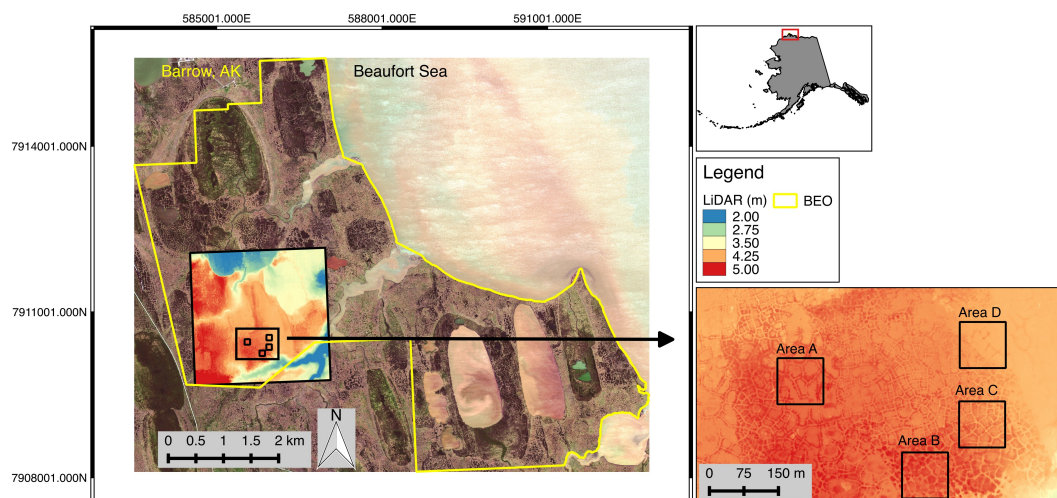 585001.000E 588001.000E 591001.000E
Barrow, AK Beaufort Sea
7914001.000N
7911001.000N
7908001.000N
N
0 0.5 1 1.5 2 km
Legend
LiDAR (m) BEO
2.00
2.75
3.50
4.25
5.00
Area D
Area A
Area C
Area B
0 75 150 m